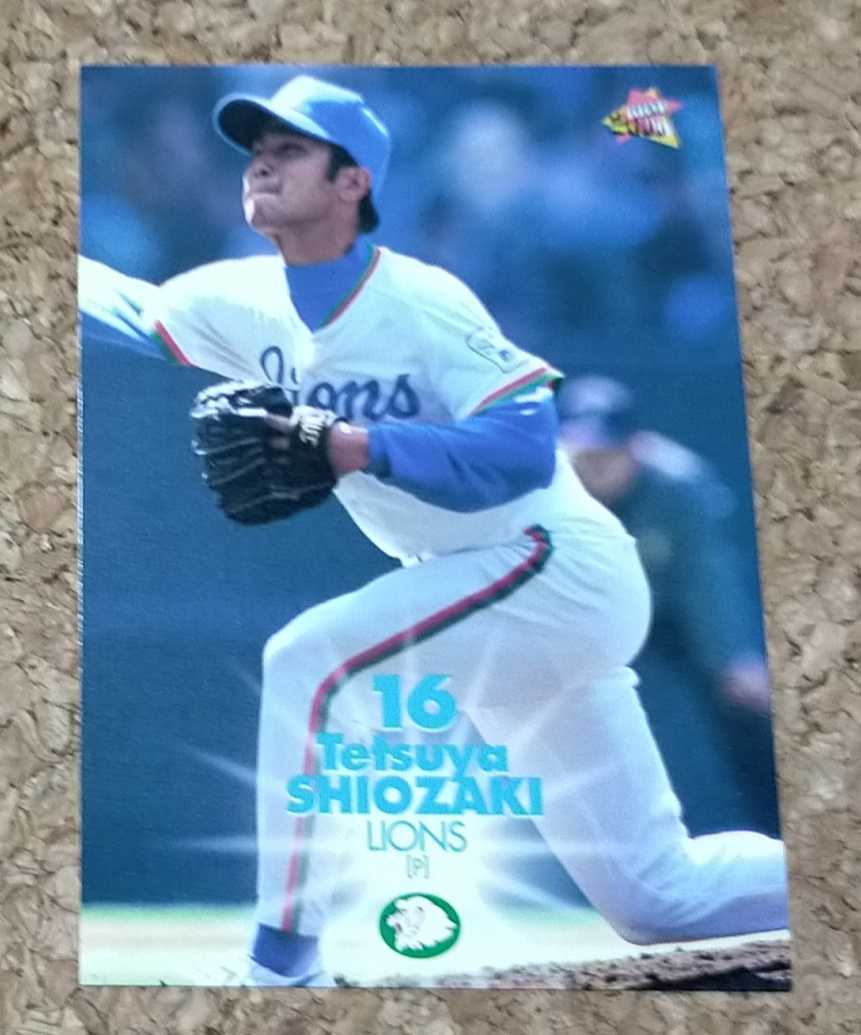 Lions
16
Tetsuya
SHIOZAKI
LIONS
[P]